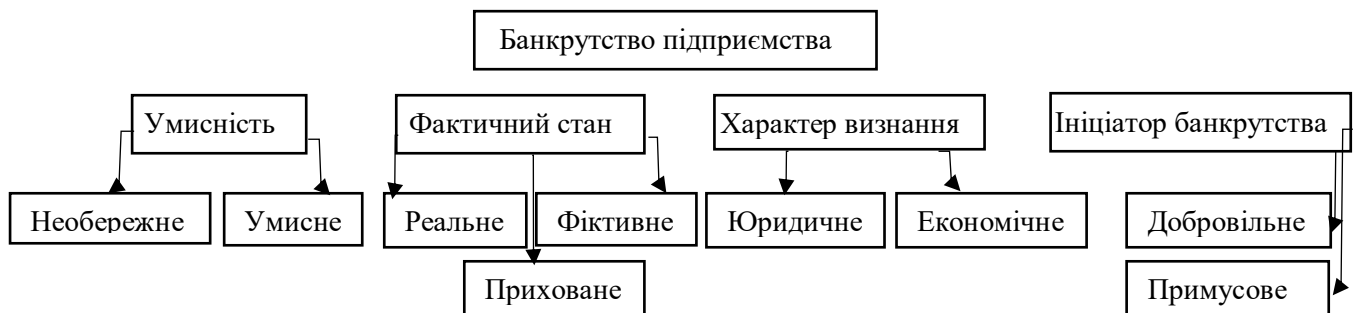 Банкрутство підприємства
Умисність
Фактичний стан
Характер визнання
Ініціатор банкрутства
Необережне
Умисне
Реальне
Фіктивне
Юридичне
Економічне
Добровільне
Приховане
Примусове